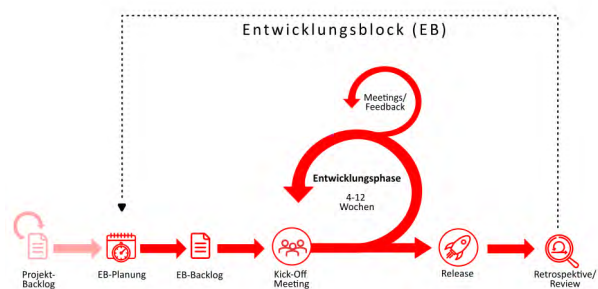 Entwicklungsblock (EB)
Meetings/
Feedback
Entwicklungsphase
4-12
Wochen
Projekt-
Backlog
EB-Planung
EB-Backlog
Kick-Off
Meeting
Release
Retrospektive/
Review